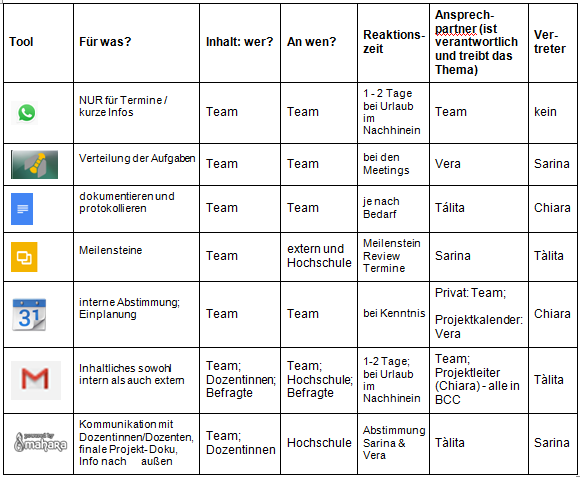 Tool
Für was?
Inhalt: wer?
An wen?
Reaktions-
zeit
Ansprech-
partner (ist
verantwortlich
und treibt das
Thema)
Ver-
treter
NUR für Termine /
kurze Infos
Team
Team
1 - 2 Tage
bei Urlaub
im
Nachhinein
Team
kein
Verteilung der Aufgaben
Team
Team
bei den
Meetings
Vera
Sarina
dokumentieren und
protokollieren
Team
Team
je nach
Bedarf
Tálita
Chiara
Meilensteine
Team
extern und
Hochschule
Meilenstein
Review
Termine
Sarina
Tàlita
31
interne Abstimmung;
Einplanung
Team
Team
bei Kenntnis
Privat: Team;
Projektkalender:
Vera
Chiara
Inhaltliches sowohl
intern als auch extern
Team;
Dozentinnen;
Befragte
Team;
Hochschule;
Befragte
1-2 Tage;
bei Urlaub
im
Nachhinein
Team;
Projektleiter
(Chiara) - alle in
BCC
Tàlita
powered by
mahara
Kommunikation mit
Dozentinnen/Dozenten,
finale Projekt-Doku,
Info nach außen
Team;
Dozentinnen
Hochschule
Abstimmung
Sarina &
Vera
Tàlita
Sarina